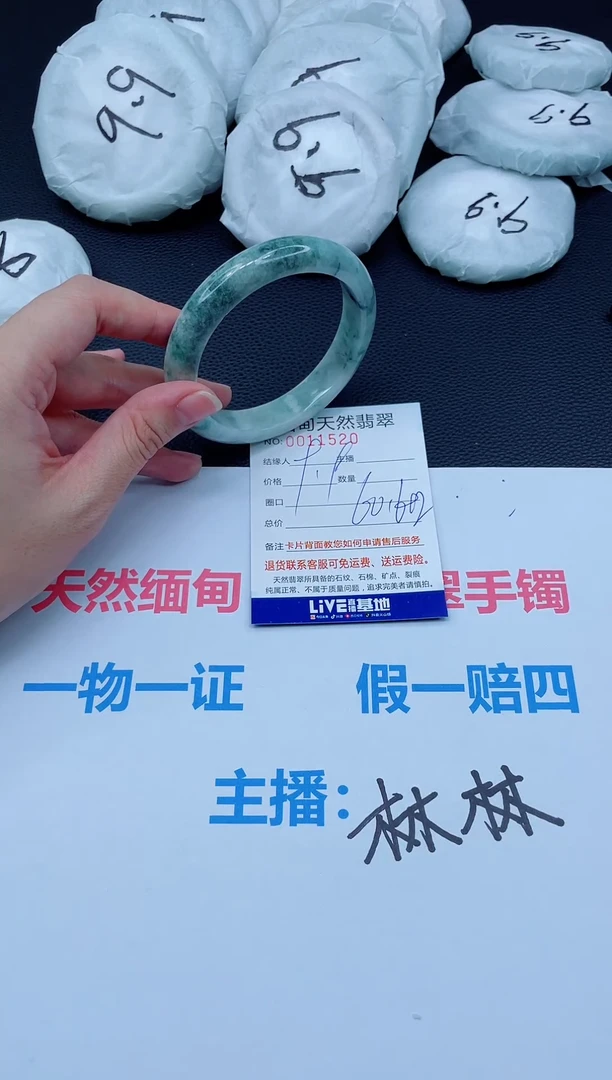 9.9
9.9
9.9
9.9
9.9
甸天然翡翠
NO:0011520
结缘人 主播
价格 数量
圈口
总价
备注 卡片背面教您如何申请售后服务
退货联系客服可免运费、送运费险。
天然翡翠所具备的石纹、石棉、矿点、裂痕
纯属正常、不属于质量问题，追求完美者请慎拍。
LIVE 基地
天然缅甸 翠手镯
一物一证 假一赔四
主播：林林